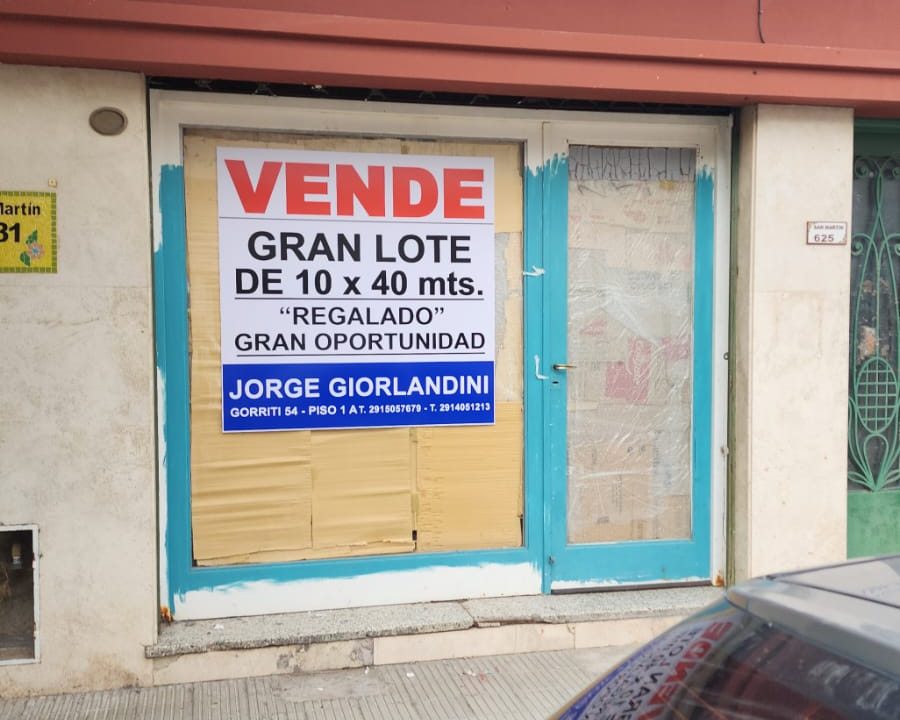 VENDE
GRAN LOTE
DE 10 x 40 mts.
“REGALADO”
GRAN OPORTUNIDAD
JORGE GIORLANDINI
GORRITI 54 - PISO 1 A T. 2915057679 - T. 2914051213
Martín
31
SAN MARTIN
625